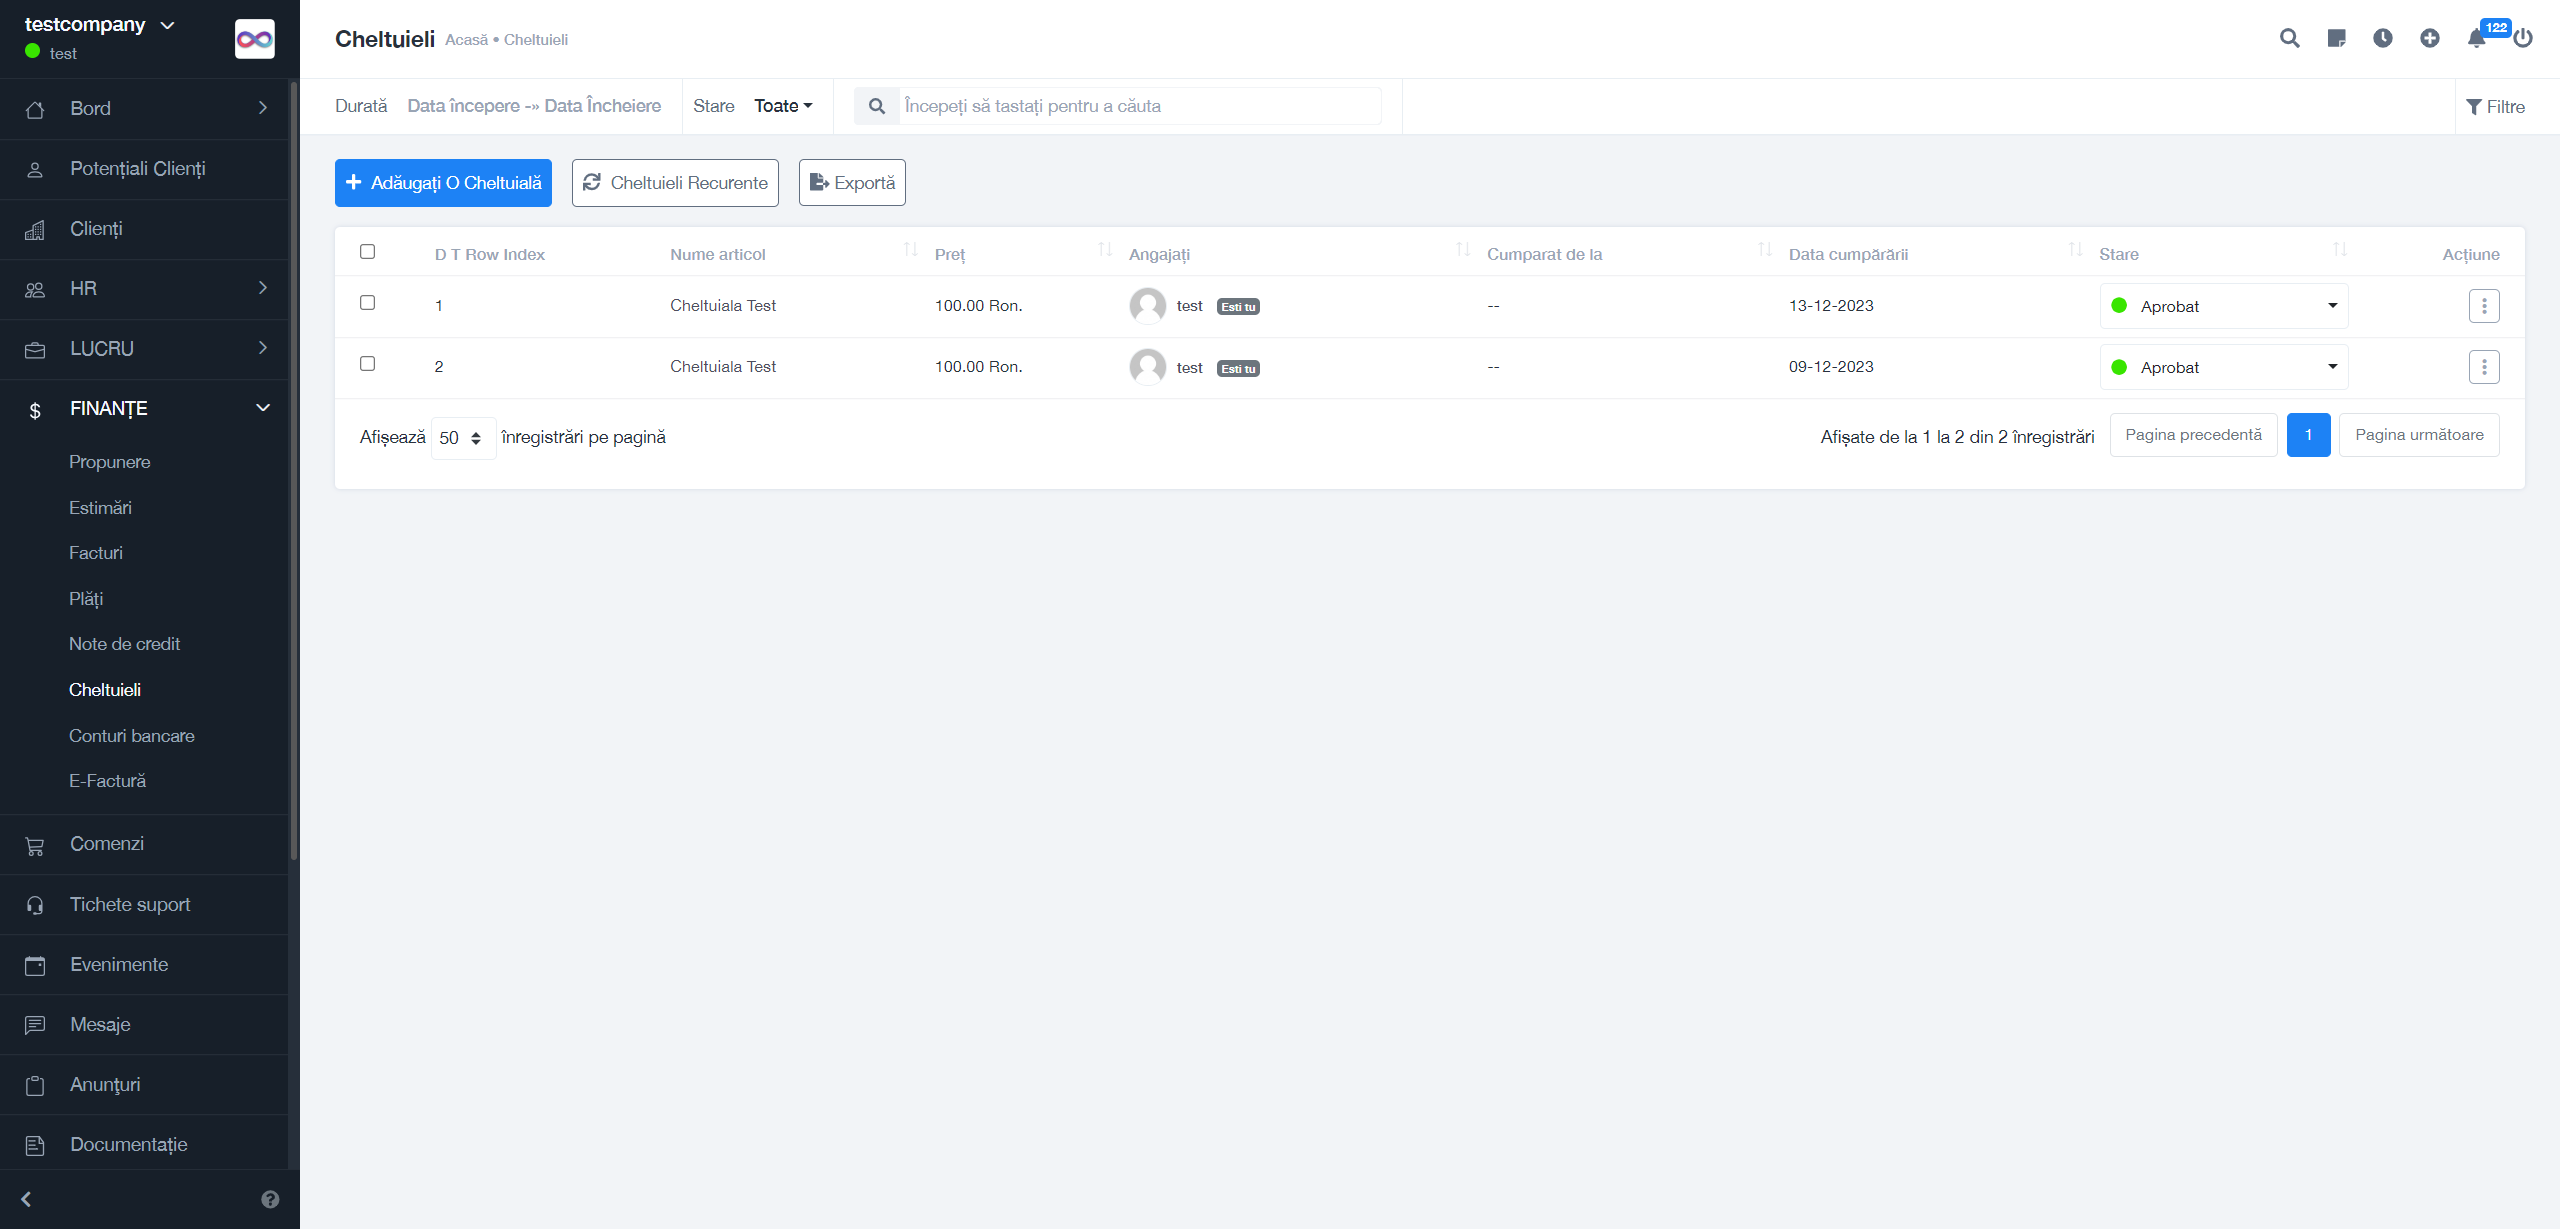 testcompany
test
Bord
Potențiali Clienți
Clienți
HR
LUCRU
FINANȚE
Propunere
Estimări
Facturi
Plăți
Note de credit
Cheltuieli
Conturi bancare
E-Factură
Comenzi
Tichete suport
Evenimente
Mesaje
Anunţuri
Documentație
Cheltuieli Acasă • Cheltuieli
122
Durată Data începere -» Data Încheiere Stare Toate Începeți să tastați pentru a căuta Filtre
Adăugați O Cheltuială Cheltuieli Recurente Exportă
D T Row Index Nume articol Preț Angajați Cumparat de la Data cumpărării Stare Acțiune
1 Cheltuiala Test 100.00 Ron. test Esti tu -- 13-12-2023 Aprobat
2 Cheltuiala Test 100.00 Ron. test Esti tu -- 09-12-2023 Aprobat
Afișează 50 înregistrări pe pagină Afișate de la 1 la 2 din 2 înregistrări Pagina precedentă 1 Pagina următoare